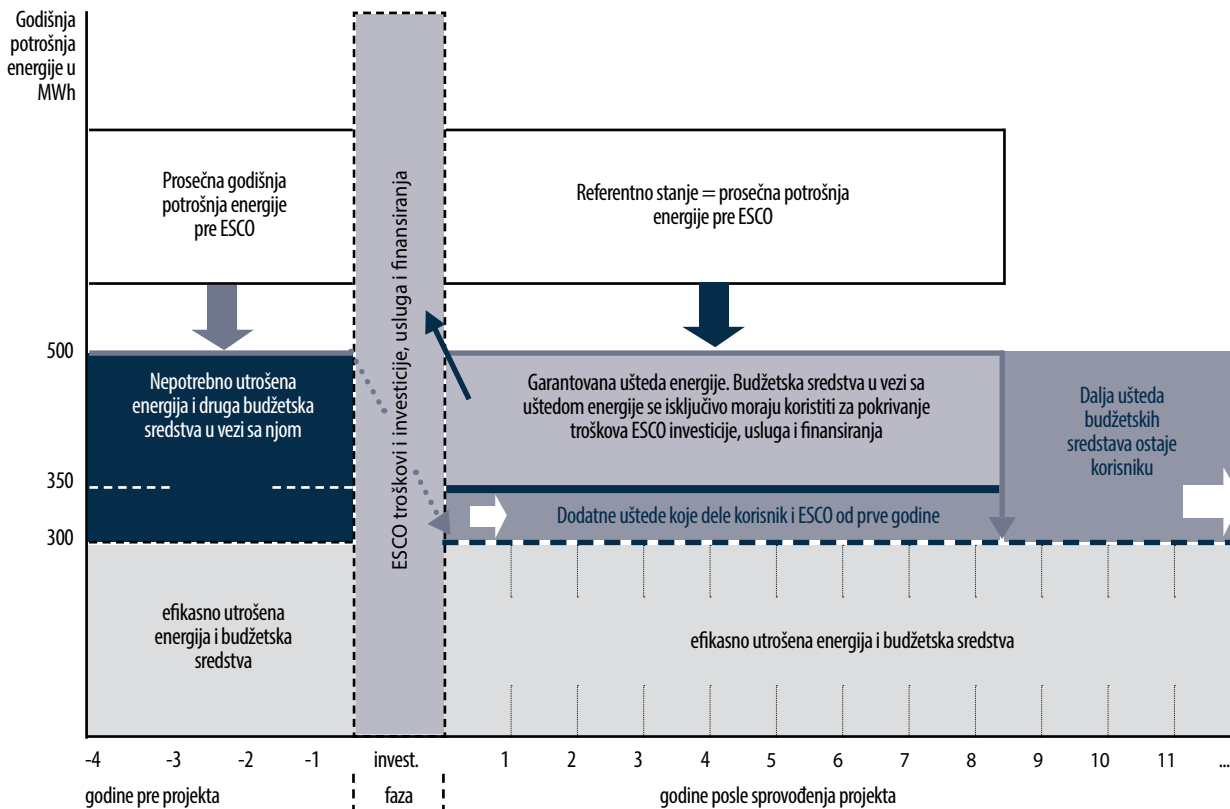 Godišnja
potrošnja
energije u
MWh
Prosečna godišnja
potrošnja energije
pre ESCO
ESCO troškovi i investicije, usluga i finansiranja
Referentno stanje = prosečna potrošnja
energije pre ESCO
500
350
300
Nepotrebno utrošena
energija i druga budžetska
sredstva u vezi sa njom
Garantovana ušteda energije. Budžetska sredstva u vezi sa
uštedom energije se isključivo moraju koristiti za pokrivanje
troškova ESCO investicije, usluga i finansiranja
Dalja ušteda
budžetskih
sredstava ostaje
korisniku
Dodatne uštede koje dele korisnik i ESCO od prve godine
efikasno utrošena
energija i budžetska
sredstva
efikasno utrošena energija i budžetska sredstva
-4 -3 -2 -1 invest. 1 2 3 4 5 6 7 8 9 10 11 ...
godine pre projekta faza godine posle sprovođenja projekta